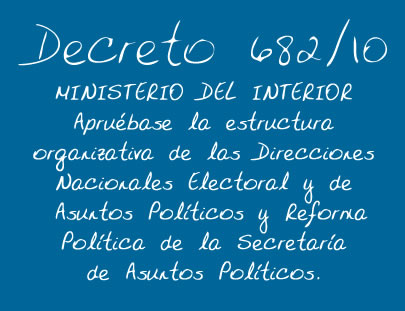 Decreto 682/10
MINISTERIO DEL INTERIOR
Apruébase la estructura
organizativa de las Direcciones
Nacionales Electoral y de
Asuntos Políticos y Reforma
Política de la Secretaría
de Asuntos Políticos.